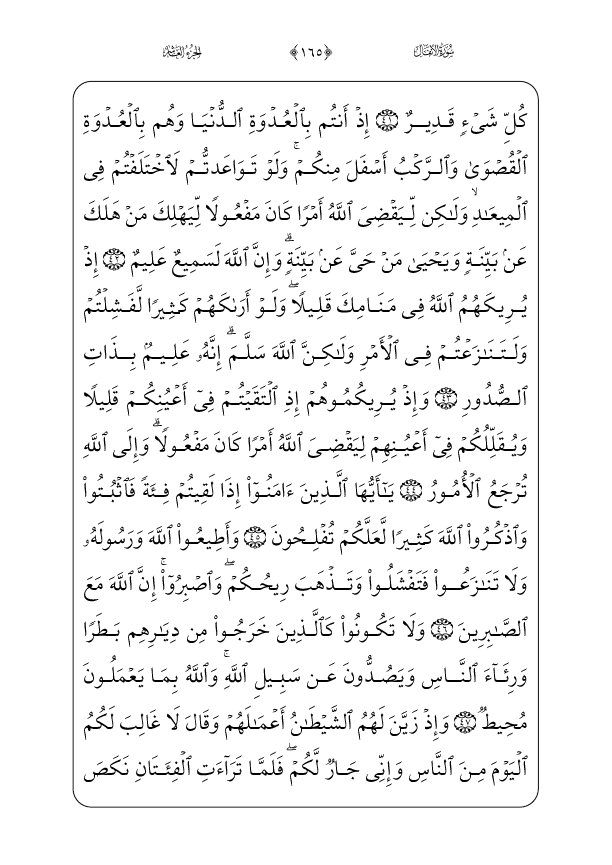 سُورَةُ الأَنفَالِ ﴿١٦٥﴾ الجُزءُ العَاشِرُ
كُلِّ شَيۡءٖ قَدِيرٌ ٤١ إِذۡ أَنتُم بِٱلۡعُدۡوَةِ ٱلدُّنۡيَا وَهُم بِٱلۡعُدۡوَةِ
ٱلۡقُصۡوَىٰ وَٱلرَّكۡبُ أَسۡفَلَ مِنكُمۡۚ وَلَوۡ تَوَاعَدتُّمۡ لَٱخۡتَلَفۡتُمۡ فِي
ٱلۡمِيعَٰدِ وَلَٰكِن لِّيَقۡضِيَ ٱللَّهُ أَمۡرٗا كَانَ مَفۡعُولٗا لِّيَهۡلِكَ مَنۡ هَلَكَ
عَنۢ بَيِّنَةٖ وَيَحۡيَىٰ مَنۡ حَيَّ عَنۢ بَيِّنَةٖۗ وَإِنَّ ٱللَّهَ لَسَمِيعٌ عَلِيمٌ ٤٢ إِذۡ
يُرِيكَهُمُ ٱللَّهُ فِي مَنَامِكَ قَلِيلٗاۖ وَلَوۡ أَرَىٰكَهُمۡ كَثِيرٗا لَّفَشِلۡتُمۡ
وَلَتَنَٰزَعۡتُمۡ فِي ٱلۡأَمۡرِ وَلَٰكِنَّ ٱللَّهَ سَلَّمَۗ إِنَّهُۥ عَلِيمُۢ بِذَاتِ
ٱلصُّدُورِ ٤٣ وَإِذۡ يُرِيكُمُوهُمۡ إِذِ ٱلۡتَقَيۡتُمۡ فِيٓ أَعۡيُنِكُمۡ قَلِيلٗا
وَيُقَلِّلُكُمۡ فِيٓ أَعۡيُنِهِمۡ لِيَقۡضِيَ ٱللَّهُ أَمۡرٗا كَانَ مَفۡعُولٗاۗ وَإِلَى ٱللَّهِ
تُرۡجَعُ ٱلۡأُمُورُ ٤٤ يَٰٓأَيُّهَا ٱلَّذِينَ ءَامَنُوٓاْ إِذَا لَقِيتُمۡ فِئَةٗ فَٱثۡبُتُواْ
وَٱذۡكُرُواْ ٱللَّهَ كَثِيرٗا لَّعَلَّكُمۡ تُفۡلِحُونَ ٤٥ وَأَطِيعُواْ ٱللَّهَ وَرَسُولَهُۥ
وَلَا تَنَٰزَعُواْ فَتَفۡشَلُواْ وَتَذۡهَبَ رِيحُكُمۡۖ وَٱصۡبِرُوٓاْۚ إِنَّ ٱللَّهَ مَعَ
ٱلصَّٰبِرِينَ ٤٦ وَلَا تَكُونُواْ كَٱلَّذِينَ خَرَجُواْ مِن دِيَٰرِهِم بَطَرٗا
وَرِئَآءَ ٱلنَّاسِ وَيَصُدُّونَ عَن سَبِيلِ ٱللَّهِۚ وَٱللَّهُ بِمَا يَعۡمَلُونَ
مُحِيطٞ ٤٧ وَإِذۡ زَيَّنَ لَهُمُ ٱلشَّيۡطَٰنُ أَعۡمَٰلَهُمۡ وَقَالَ لَا غَالِبَ لَكُمُ
ٱلۡيَوۡمَ مِنَ ٱلنَّاسِ وَإِنِّي جَارٞ لَّكُمۡۖ فَلَمَّا تَرَآءَتِ ٱلۡفِئَتَانِ نَكَصَ